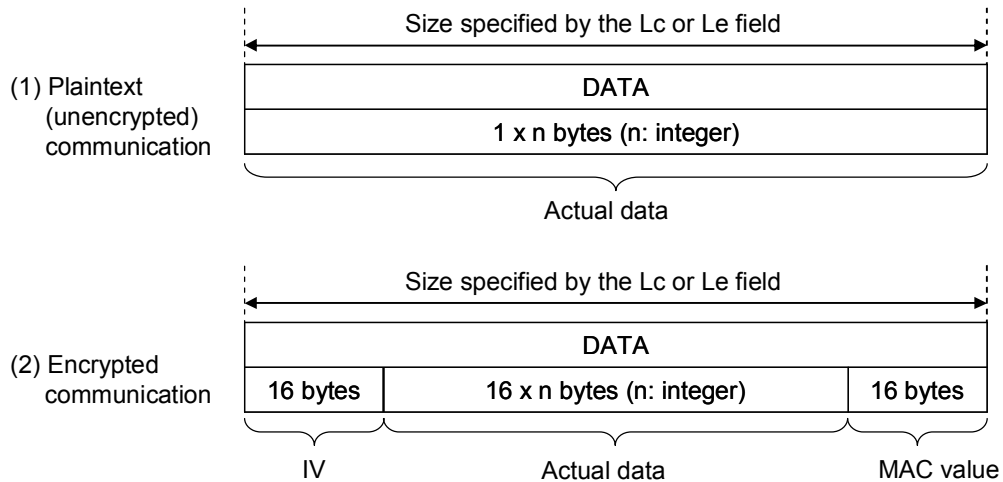 Size specified by the Lc or Le field
(1) Plaintext
(unencrypted)
communication
DATA
1 x n bytes (n: integer)
Actual data
Size specified by the Lc or Le field
(2) Encrypted
communication
DATA
16 bytes
16 x n bytes (n: integer)
16 bytes
IV
Actual data
MAC value